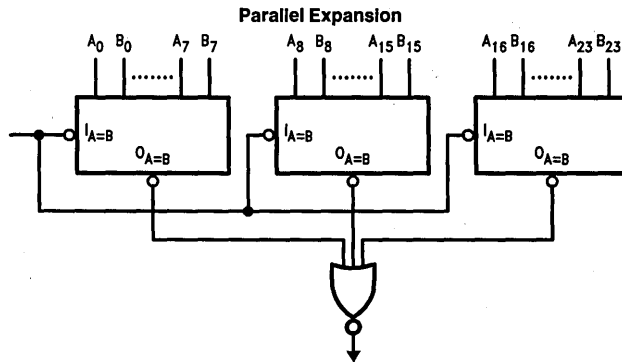 Parallel Expansion
A0 B0 ........ A7 B7 A8 B8 ........ A15 B15 A16 B16 ........ A23 B23
IA=B IA=B IA=B
OA=B OA=B OA=B